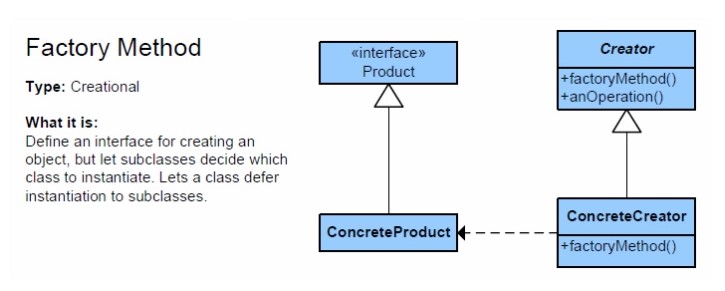 Factory Method
Type: Creational
What it is:
Define an interface for creating an
object, but let subclasses decide which
class to instantiate. Lets a class defer
instantiation to subclasses.
«interface»
Product
ConcreteProduct
Creator
+factoryMethod()
+anOperation()
ConcreteCreator
+factoryMethod()